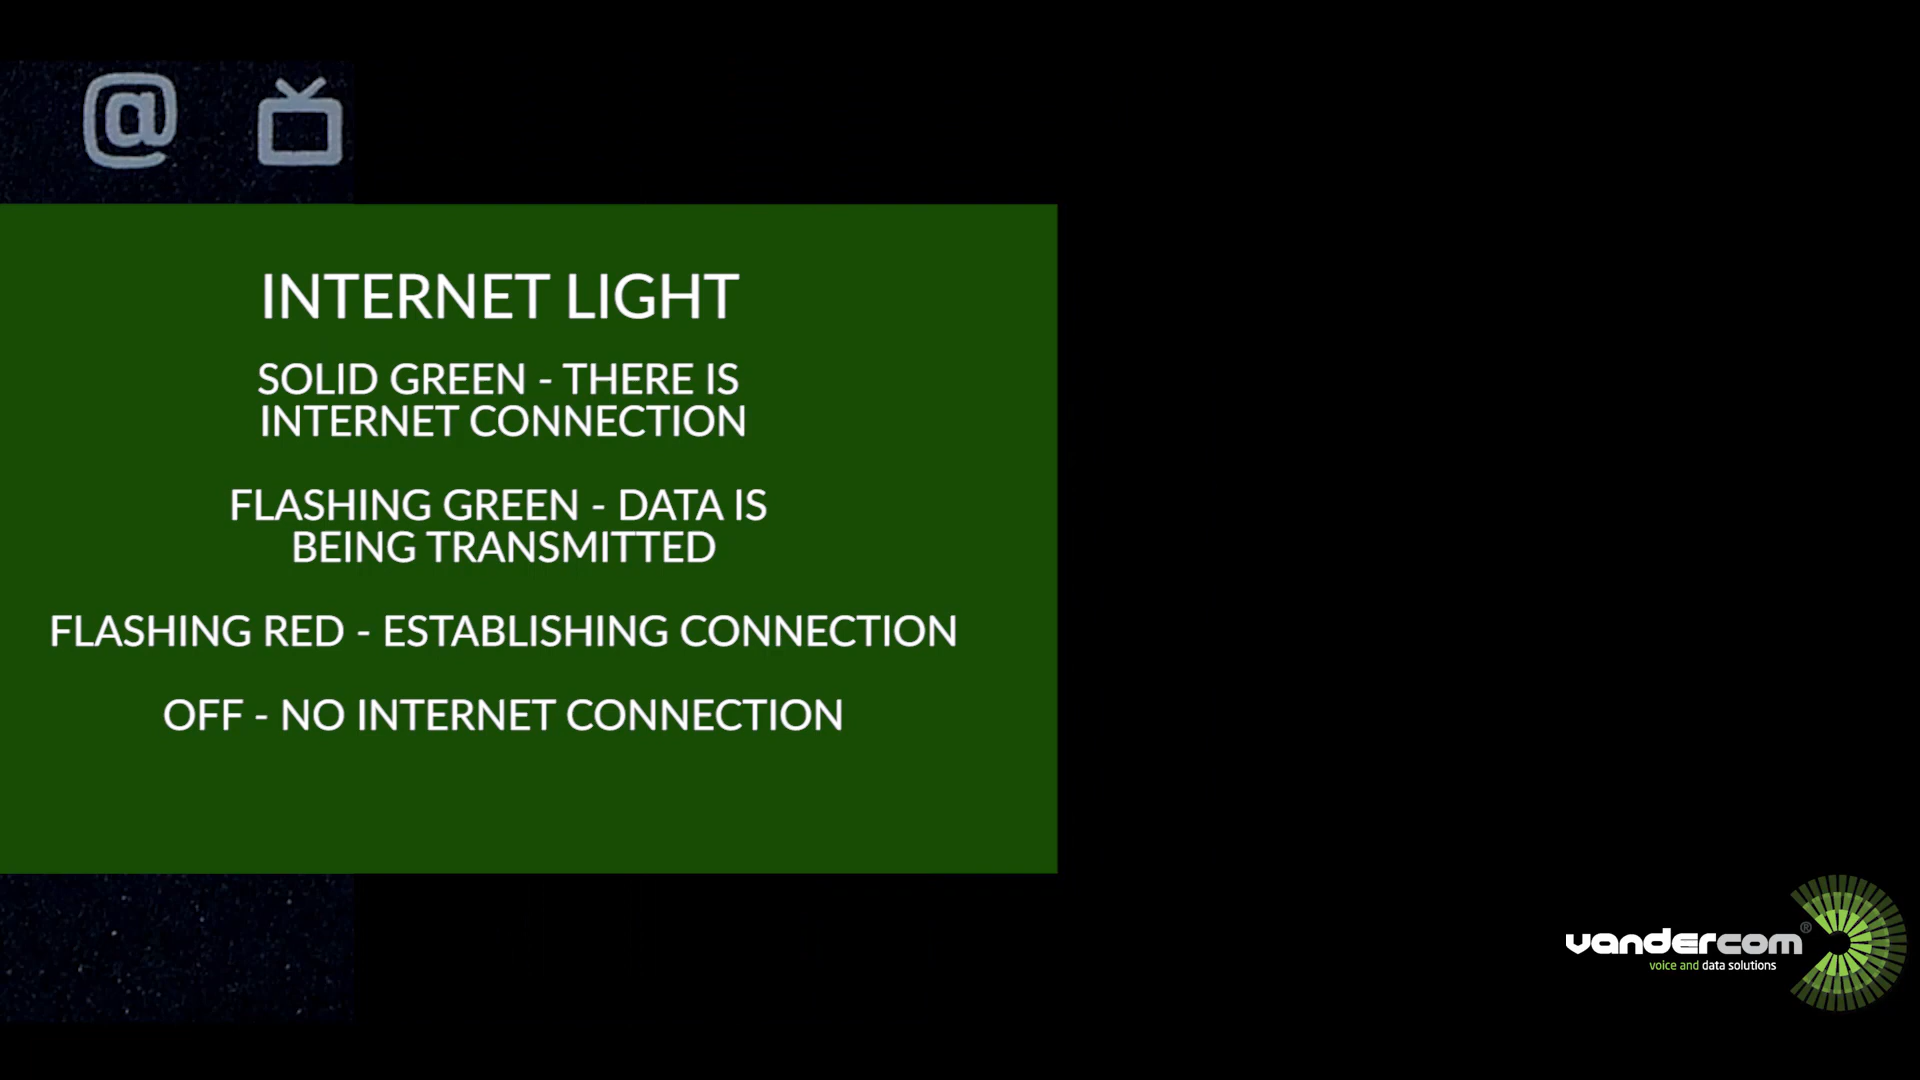 @
INTERNET LIGHT
SOLID GREEN - THERE IS
INTERNET CONNECTION
FLASHING GREEN - DATA IS
BEING TRANSMITTED
FLASHING RED - ESTABLISHING CONNECTION
OFF - NO INTERNET CONNECTION
vandercom®
voice and data solutions